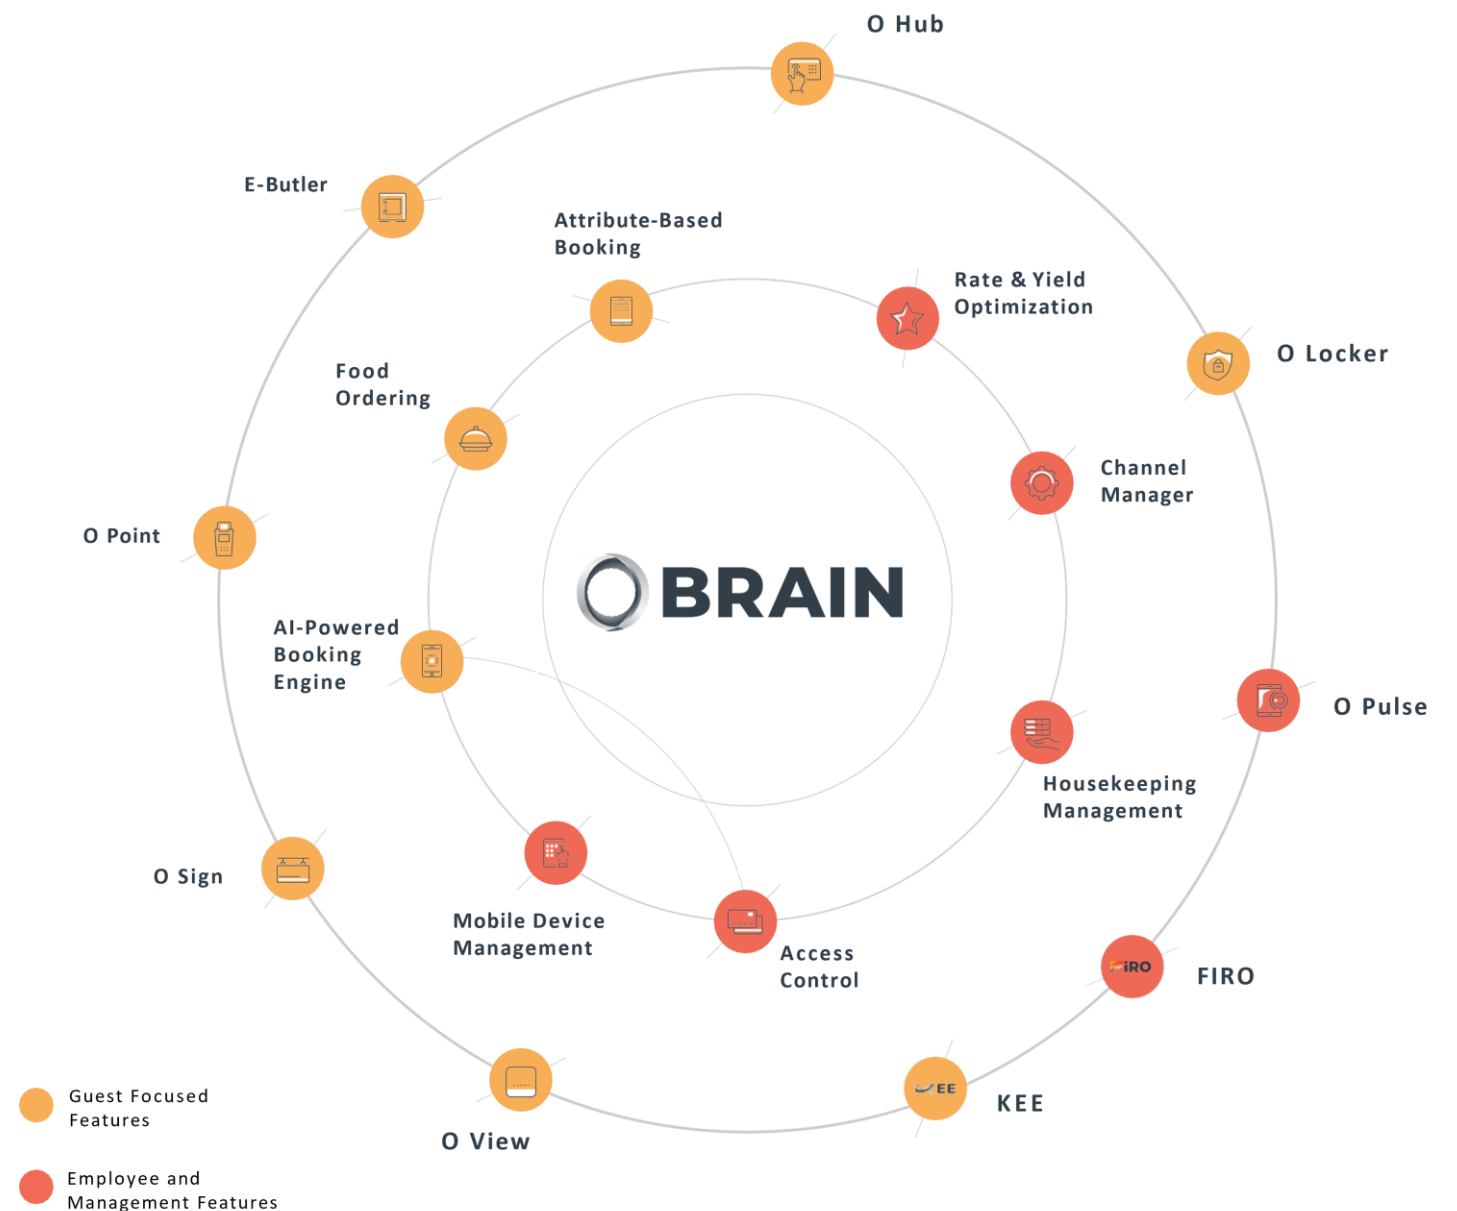 O Hub
E-Butler
Attribute-Based
Booking
Rate & Yield
Optimization
O Locker
Food
Ordering
Channel
Manager
O Point
O BRAIN
AI-Powered
Booking
Engine
O Pulse
Housekeeping
Management
O Sign
Mobile Device
Management
Access
Control
FiRO
FIRO
KEE
KEE
O View
Guest Focused
Features
Employee and
Management Features